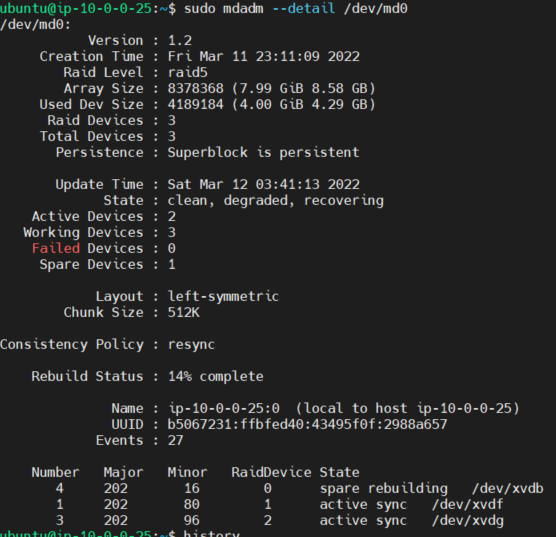 ubuntu@ip-10-0-0-25:~$ sudo mdadm --detail /dev/md0
/dev/md0:
Version : 1.2
Creation Time : Fri Mar 11 23:11:09 2022
Raid Level : raid5
Array Size : 8378368 (7.99 GiB 8.58 GB)
Used Dev Size : 4189184 (4.00 GiB 4.29 GB)
Raid Devices : 3
Total Devices : 3
Persistence : Superblock is persistent
Update Time : Sat Mar 12 03:41:13 2022
State : clean, degraded, recovering
Active Devices : 2
Working Devices : 3
Failed Devices : 0
Spare Devices : 1
Layout : left-symmetric
Chunk Size : 512K
Consistency Policy : resync
Rebuild Status : 14% complete
Name : ip-10-0-0-25:0 (local to host ip-10-0-0-25)
UUID : b5067231:ffbfed40:43495f0f:2988a657
Events : 27
Number Major Minor RaidDevice State
4 202 16 0 spare rebuilding /dev/xvdb
1 202 80 1 active sync /dev/xvdf
3 202 96 2 active sync /dev/xvdg
ubuntu@ip-10-0-0-25:~$ history